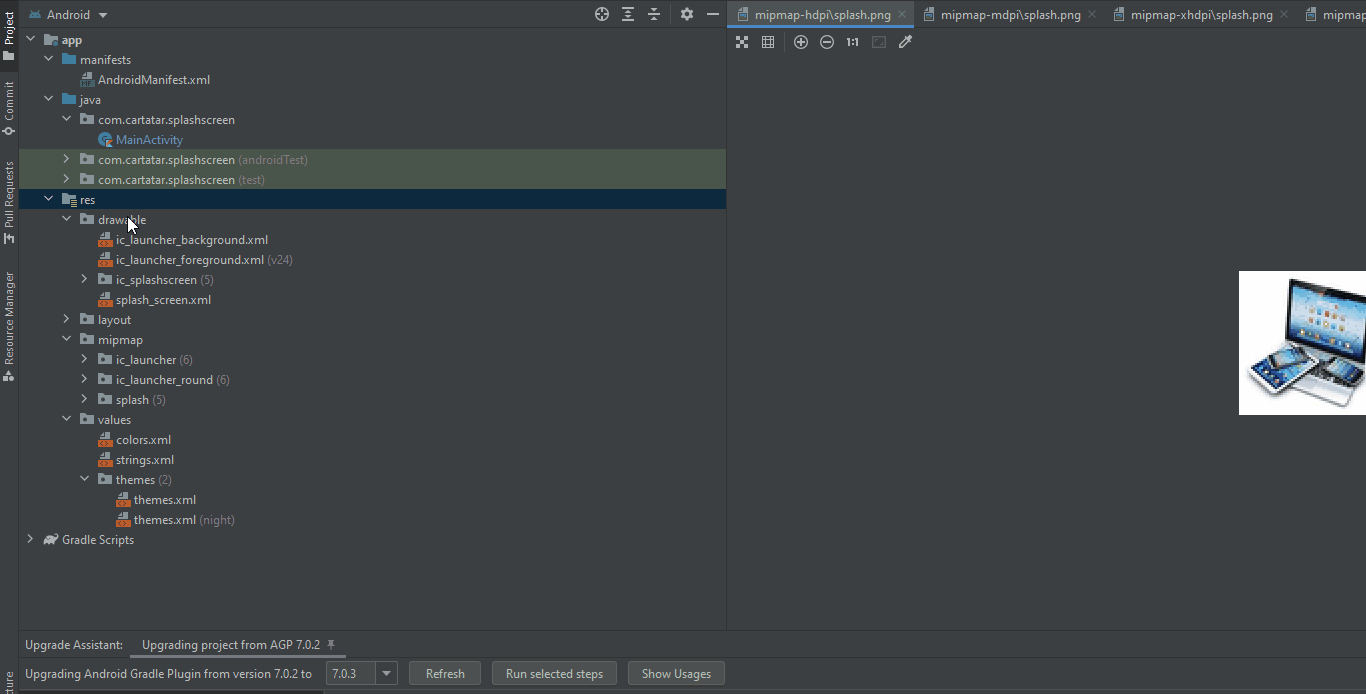 Android
mipmap-hdpi\splash.png
mipmap-mdpi\splash.png
mipmap-xhdpi\splash.png
mipmap
Project
Commit
Pull Requests
Resource Manager
app
manifests
AndroidManifest.xml
java
com.cartatar.splashscreen
MainActivity
com.cartatar.splashscreen (androidTest)
com.cartatar.splashscreen (test)
res
drawable
ic_launcher_background.xml
ic_launcher_foreground.xml (v24)
ic_splashscreen (5)
splash_screen.xml
layout
mipmap
ic_launcher (6)
ic_launcher_round (6)
splash (5)
values
colors.xml
strings.xml
themes (2)
themes.xml
themes.xml (night)
Gradle Scripts
1:1
Upgrade Assistant: Upgrading project from AGP 7.0.2
Upgrading Android Gradle Plugin from version 7.0.2 to 7.0.3 Refresh Run selected steps Show Usages